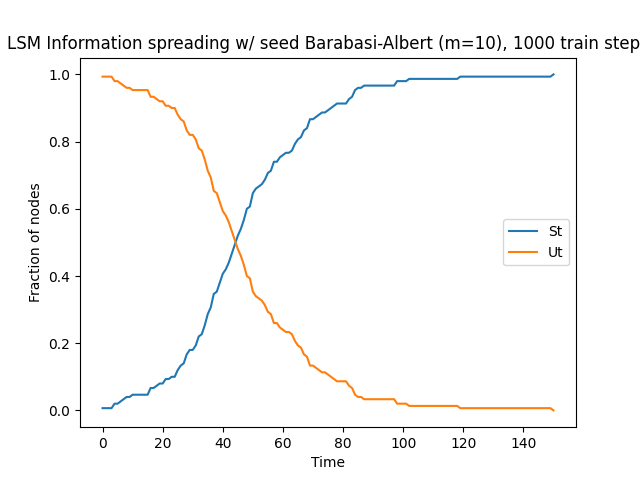 LSM Information spreading w/ seed Barabasi-Albert (m=10), 1000 train step
1.0
0.8
0.6
0.4
0.2
0.0
Fraction of nodes
St
Ut
0 20 40 60 80 100 120 140
Time